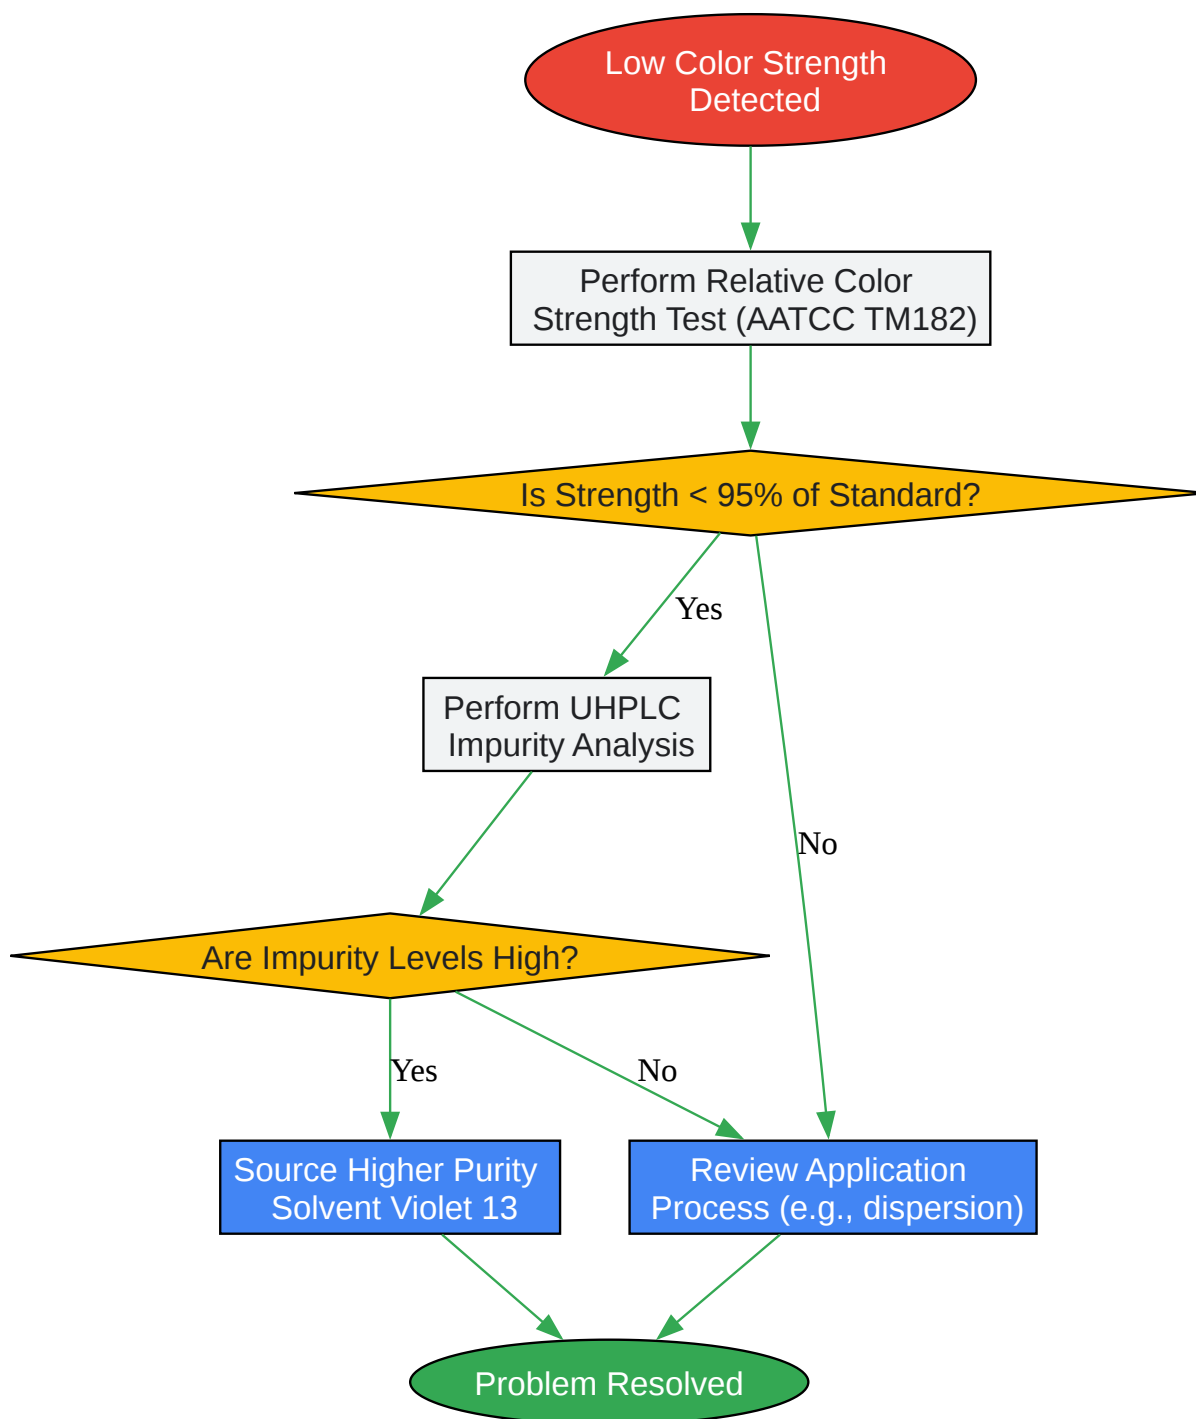 Low Color Strength
Detected
Perform Relative Color
Strength Test (AATCC TM182)
Is Strength < 95% of Standard?
Yes
Perform UHPLC
Impurity Analysis
No
Are Impurity Levels High?
Yes
No
Source Higher Purity
Solvent Violet 13
Review Application
Process (e.g., dispersion)
Problem Resolved